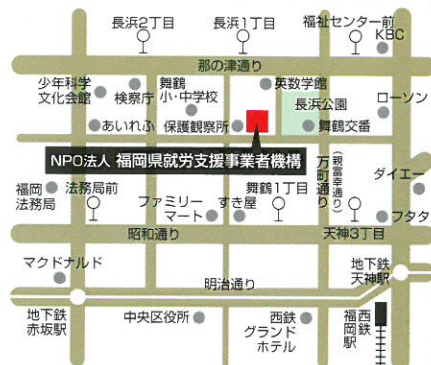 長浜2丁目
長浜1丁目
福祉センター前
KBC
那の津通り
少年科学
文化会館
検察庁
舞鶴
小・中学校
英数学館
長浜公園
ローソン
あいれふ
保護観察所
舞鶴交番
NPO法人 福岡県就労支援事業者機構
万町通り
(親富幸通り)
ダイエー
福岡
法務局
法務局前
ファミリー
マート
すき屋
舞鶴1丁目
フタタ
昭和通り
天神3丁目
マクドナルド
地下鉄
天神駅
明治通り
地下鉄
赤坂駅
中央区役所
西鉄
グランド
ホテル
西鉄
福岡駅